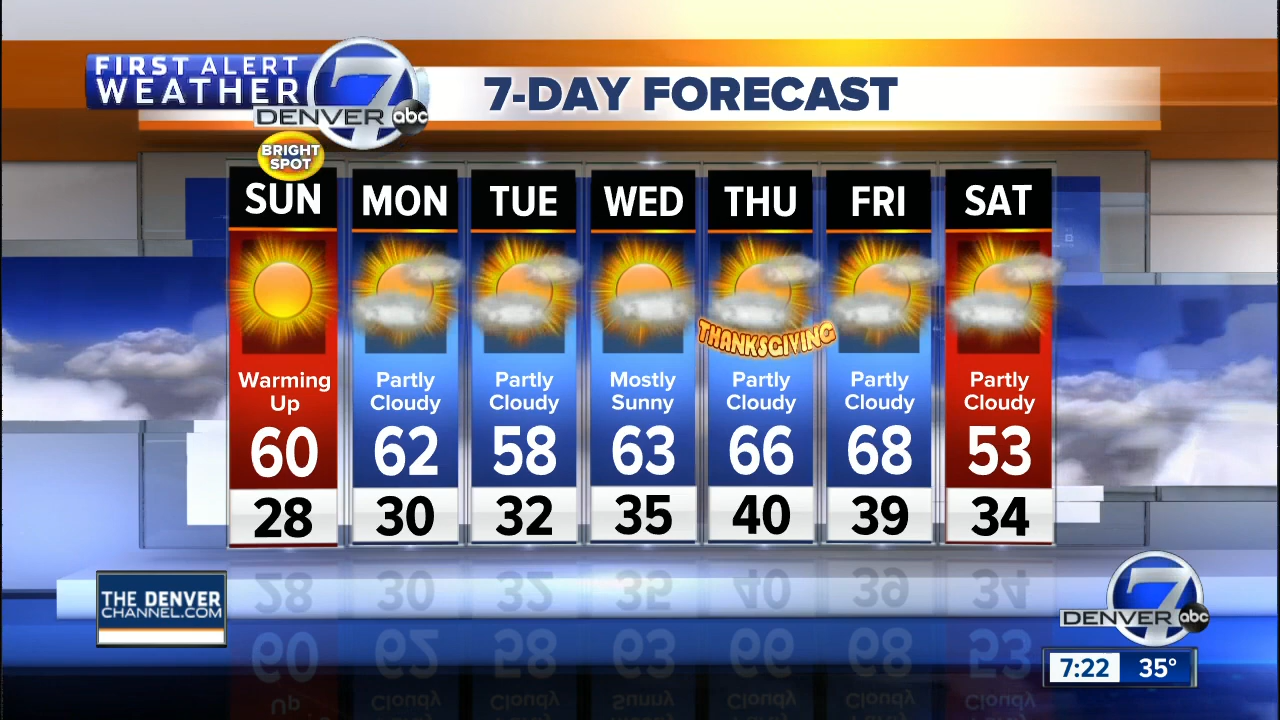 FIRST ALERT
WEATHER
7
DENVER abc
7-DAY FORECAST
BRIGHT
SPOT
SUN MON TUE WED THU FRI SAT
THANKSGIVING
Warming Up
Partly Cloudy
Partly Cloudy
Mostly Sunny
Partly Cloudy
Partly Cloudy
Partly Cloudy
60 62 58 63 66 68 53
28 30 32 35 40 39 34
THE DENVER
CHANNEL.COM
7
DENVER abc
7:22 35°